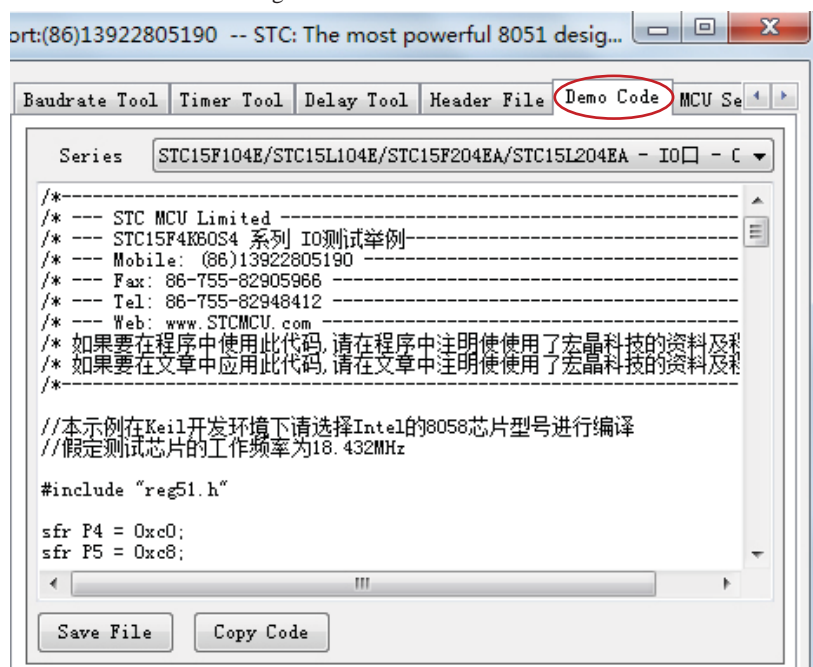 ort:(86)13922805190 -- STC: The most powerful 8051 desig...
Baudrate Tool Timer Tool Delay Tool Header File Demo Code MCU Se
Series STC15F104E/STC15L104E/STC15F204EA/STC15L204EA - IO口 - C
/*----------------------------------------------------------------
/* --- STC MCU Limited --------------------------------------------
/* --- STC15F4K60S4 系列 IO测试举例--------------------------------
/* --- Mobile: (86)13922805190 ------------------------------------
/* --- Fax: 86-755-82905966 ---------------------------------------
/* --- Tel: 86-755-82948412 ---------------------------------------
/* --- Web: www.STCMCU.com ----------------------------------------
/* 如果要在程序中使用此代码,请在程序中注明使使用了宏晶科技的资料及程
/* 如果要在文章中应用此代码,请在文章中注明使使用了宏晶科技的资料及程
/*----------------------------------------------------------------
//本示例在Keil开发环境下请选择Intel的8058芯片型号进行编译
//假定测试芯片的工作频率为18.432MHz
#include "reg51.h"
sfr P4 = 0xc0;
sfr P5 = 0xc8;
Save File Copy Code